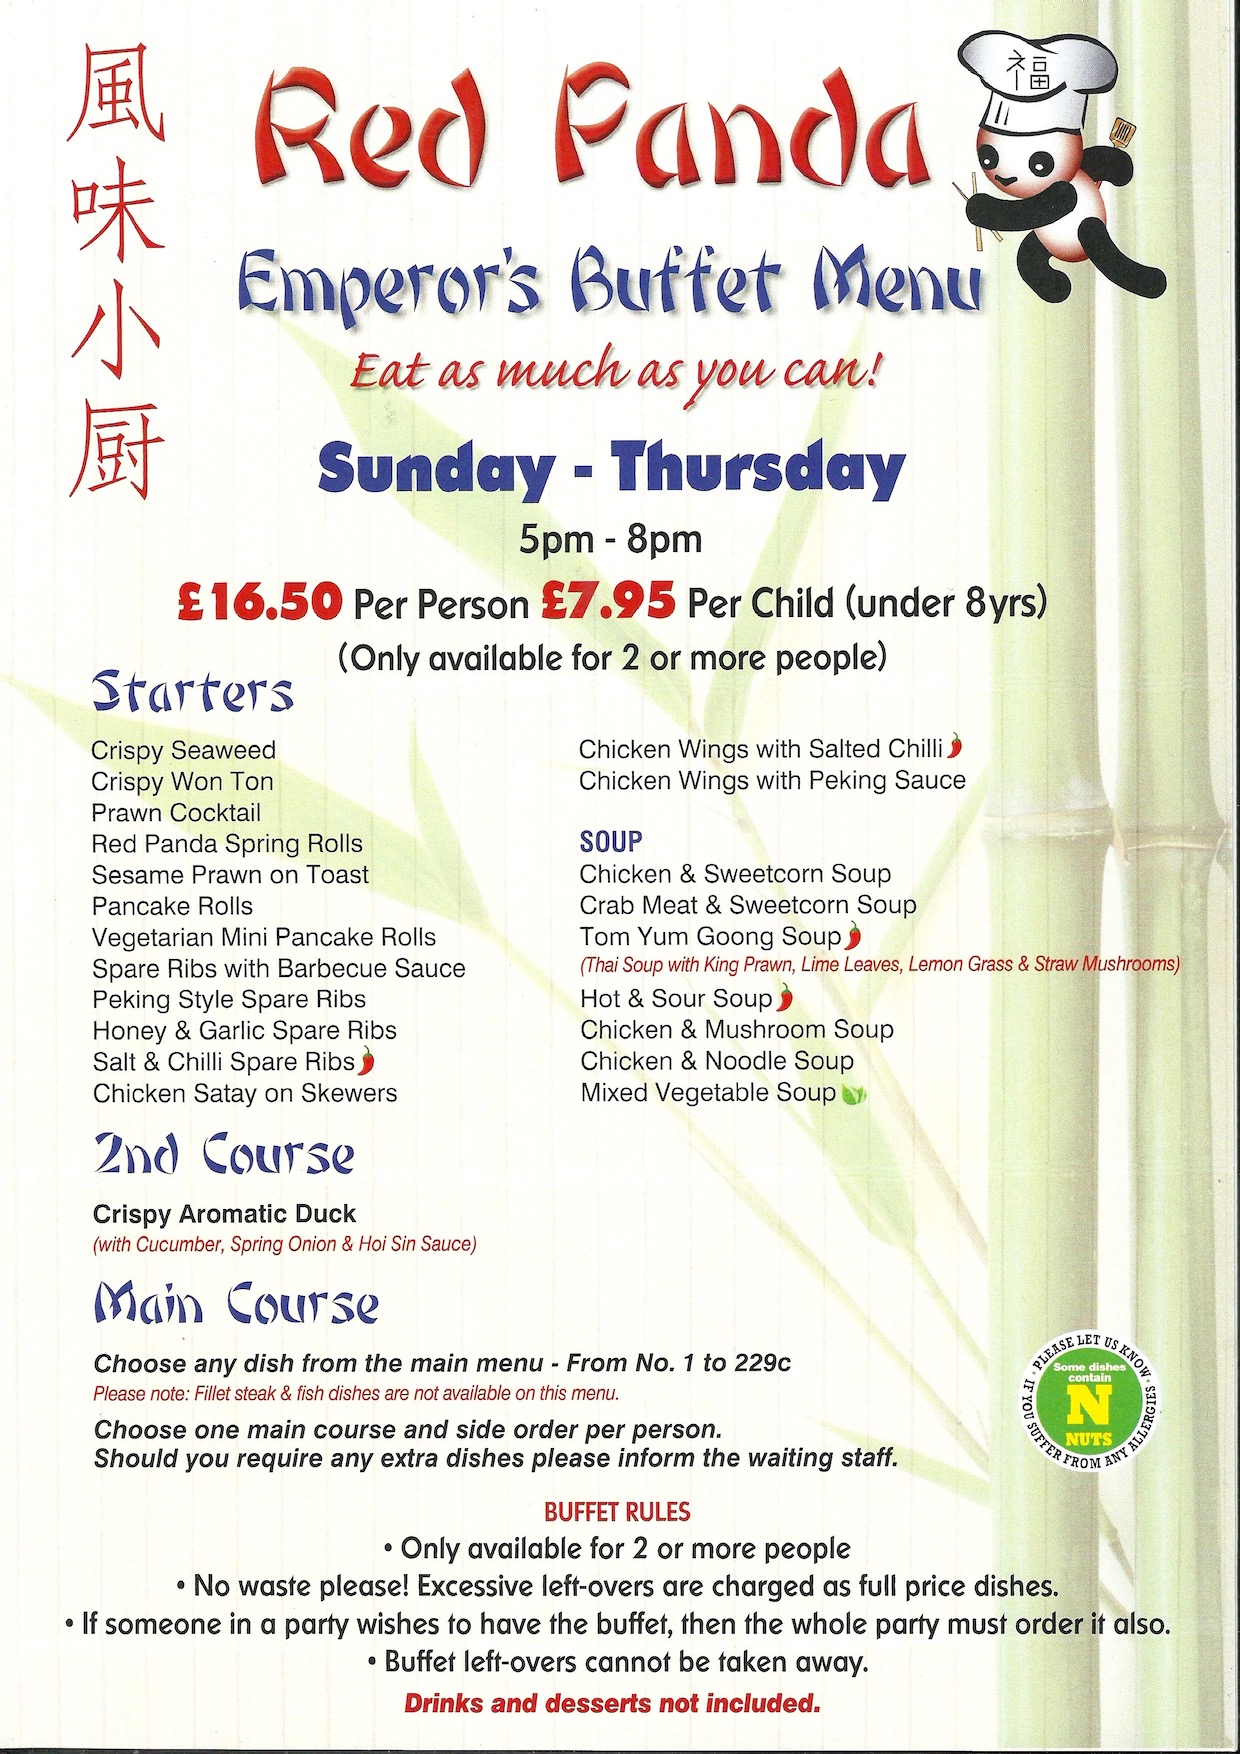 風味小厨
福
Red Panda
Emperor's Buffet Menu
Eat as much as you can!
Sunday - Thursday
5pm - 8pm
£16.50 Per Person £7.95 Per Child (under 8yrs)
(Only available for 2 or more people)
Starters
Crispy Seaweed
Crispy Won Ton
Prawn Cocktail
Red Panda Spring Rolls
Sesame Prawn on Toast
Pancake Rolls
Vegetarian Mini Pancake Rolls
Spare Ribs with Barbecue Sauce
Peking Style Spare Ribs
Honey & Garlic Spare Ribs
Salt & Chilli Spare Ribs
Chicken Satay on Skewers
Chicken Wings with Salted Chilli
Chicken Wings with Peking Sauce
SOUP
Chicken & Sweetcorn Soup
Crab Meat & Sweetcorn Soup
Tom Yum Goong Soup
(Thai Soup with King Prawn, Lime Leaves, Lemon Grass & Straw Mushrooms)
Hot & Sour Soup
Chicken & Mushroom Soup
Chicken & Noodle Soup
Mixed Vegetable Soup
2nd Course
Crispy Aromatic Duck
(with Cucumber, Spring Onion & Hoi Sin Sauce)
Main Course
Choose any dish from the main menu - From No. 1 to 229c
Please note: Fillet steak & fish dishes are not available on this menu.
Choose one main course and side order per person.
Should you require any extra dishes please inform the waiting staff.
• PLEASE LET US KNOW •
IF YOU SUFFER FROM ANY ALLERGIES
Some dishes
contain
N
NUTS
BUFFET RULES
• Only available for 2 or more people
• No waste please! Excessive left-overs are charged as full price dishes.
• If someone in a party wishes to have the buffet, then the whole party must order it also.
• Buffet left-overs cannot be taken away.
Drinks and desserts not included.